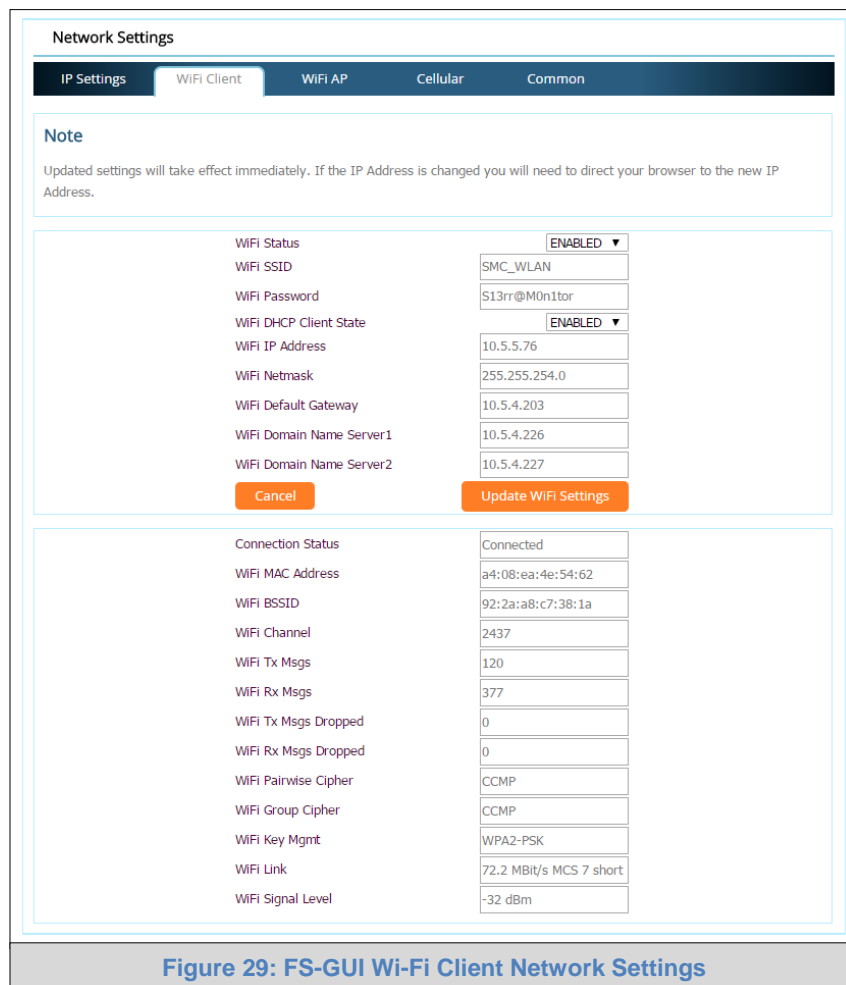 Network Settings
IP Settings WiFi Client WiFi AP Cellular Common
Note
Updated settings will take effect immediately. If the IP Address is changed you will need to direct your browser to the new IP
Address.
WiFi Status ENABLED ▼
WiFi SSID SMC_WLAN
WiFi Password S13rr@M0n1tor
WiFi DHCP Client State ENABLED ▼
WiFi IP Address 10.5.5.76
WiFi Netmask 255.255.254.0
WiFi Default Gateway 10.5.4.203
WiFi Domain Name Server1 10.5.4.226
WiFi Domain Name Server2 10.5.4.227
Cancel Update WiFi Settings
Connection Status Connected
WiFi MAC Address a4:08:ea:4e:54:62
WiFi BSSID 92:2a:a8:c7:38:1a
WiFi Channel 2437
WiFi Tx Msgs 120
WiFi Rx Msgs 377
WiFi Tx Msgs Dropped 0
WiFi Rx Msgs Dropped 0
WiFi Pairwise Cipher CCMP
WiFi Group Cipher CCMP
WiFi Key Mgmt WPA2-PSK
WiFi Link 72.2 MBit/s MCS 7 short
WiFi Signal Level -32 dBm
Figure 29: FS-GUI Wi-Fi Client Network Settings